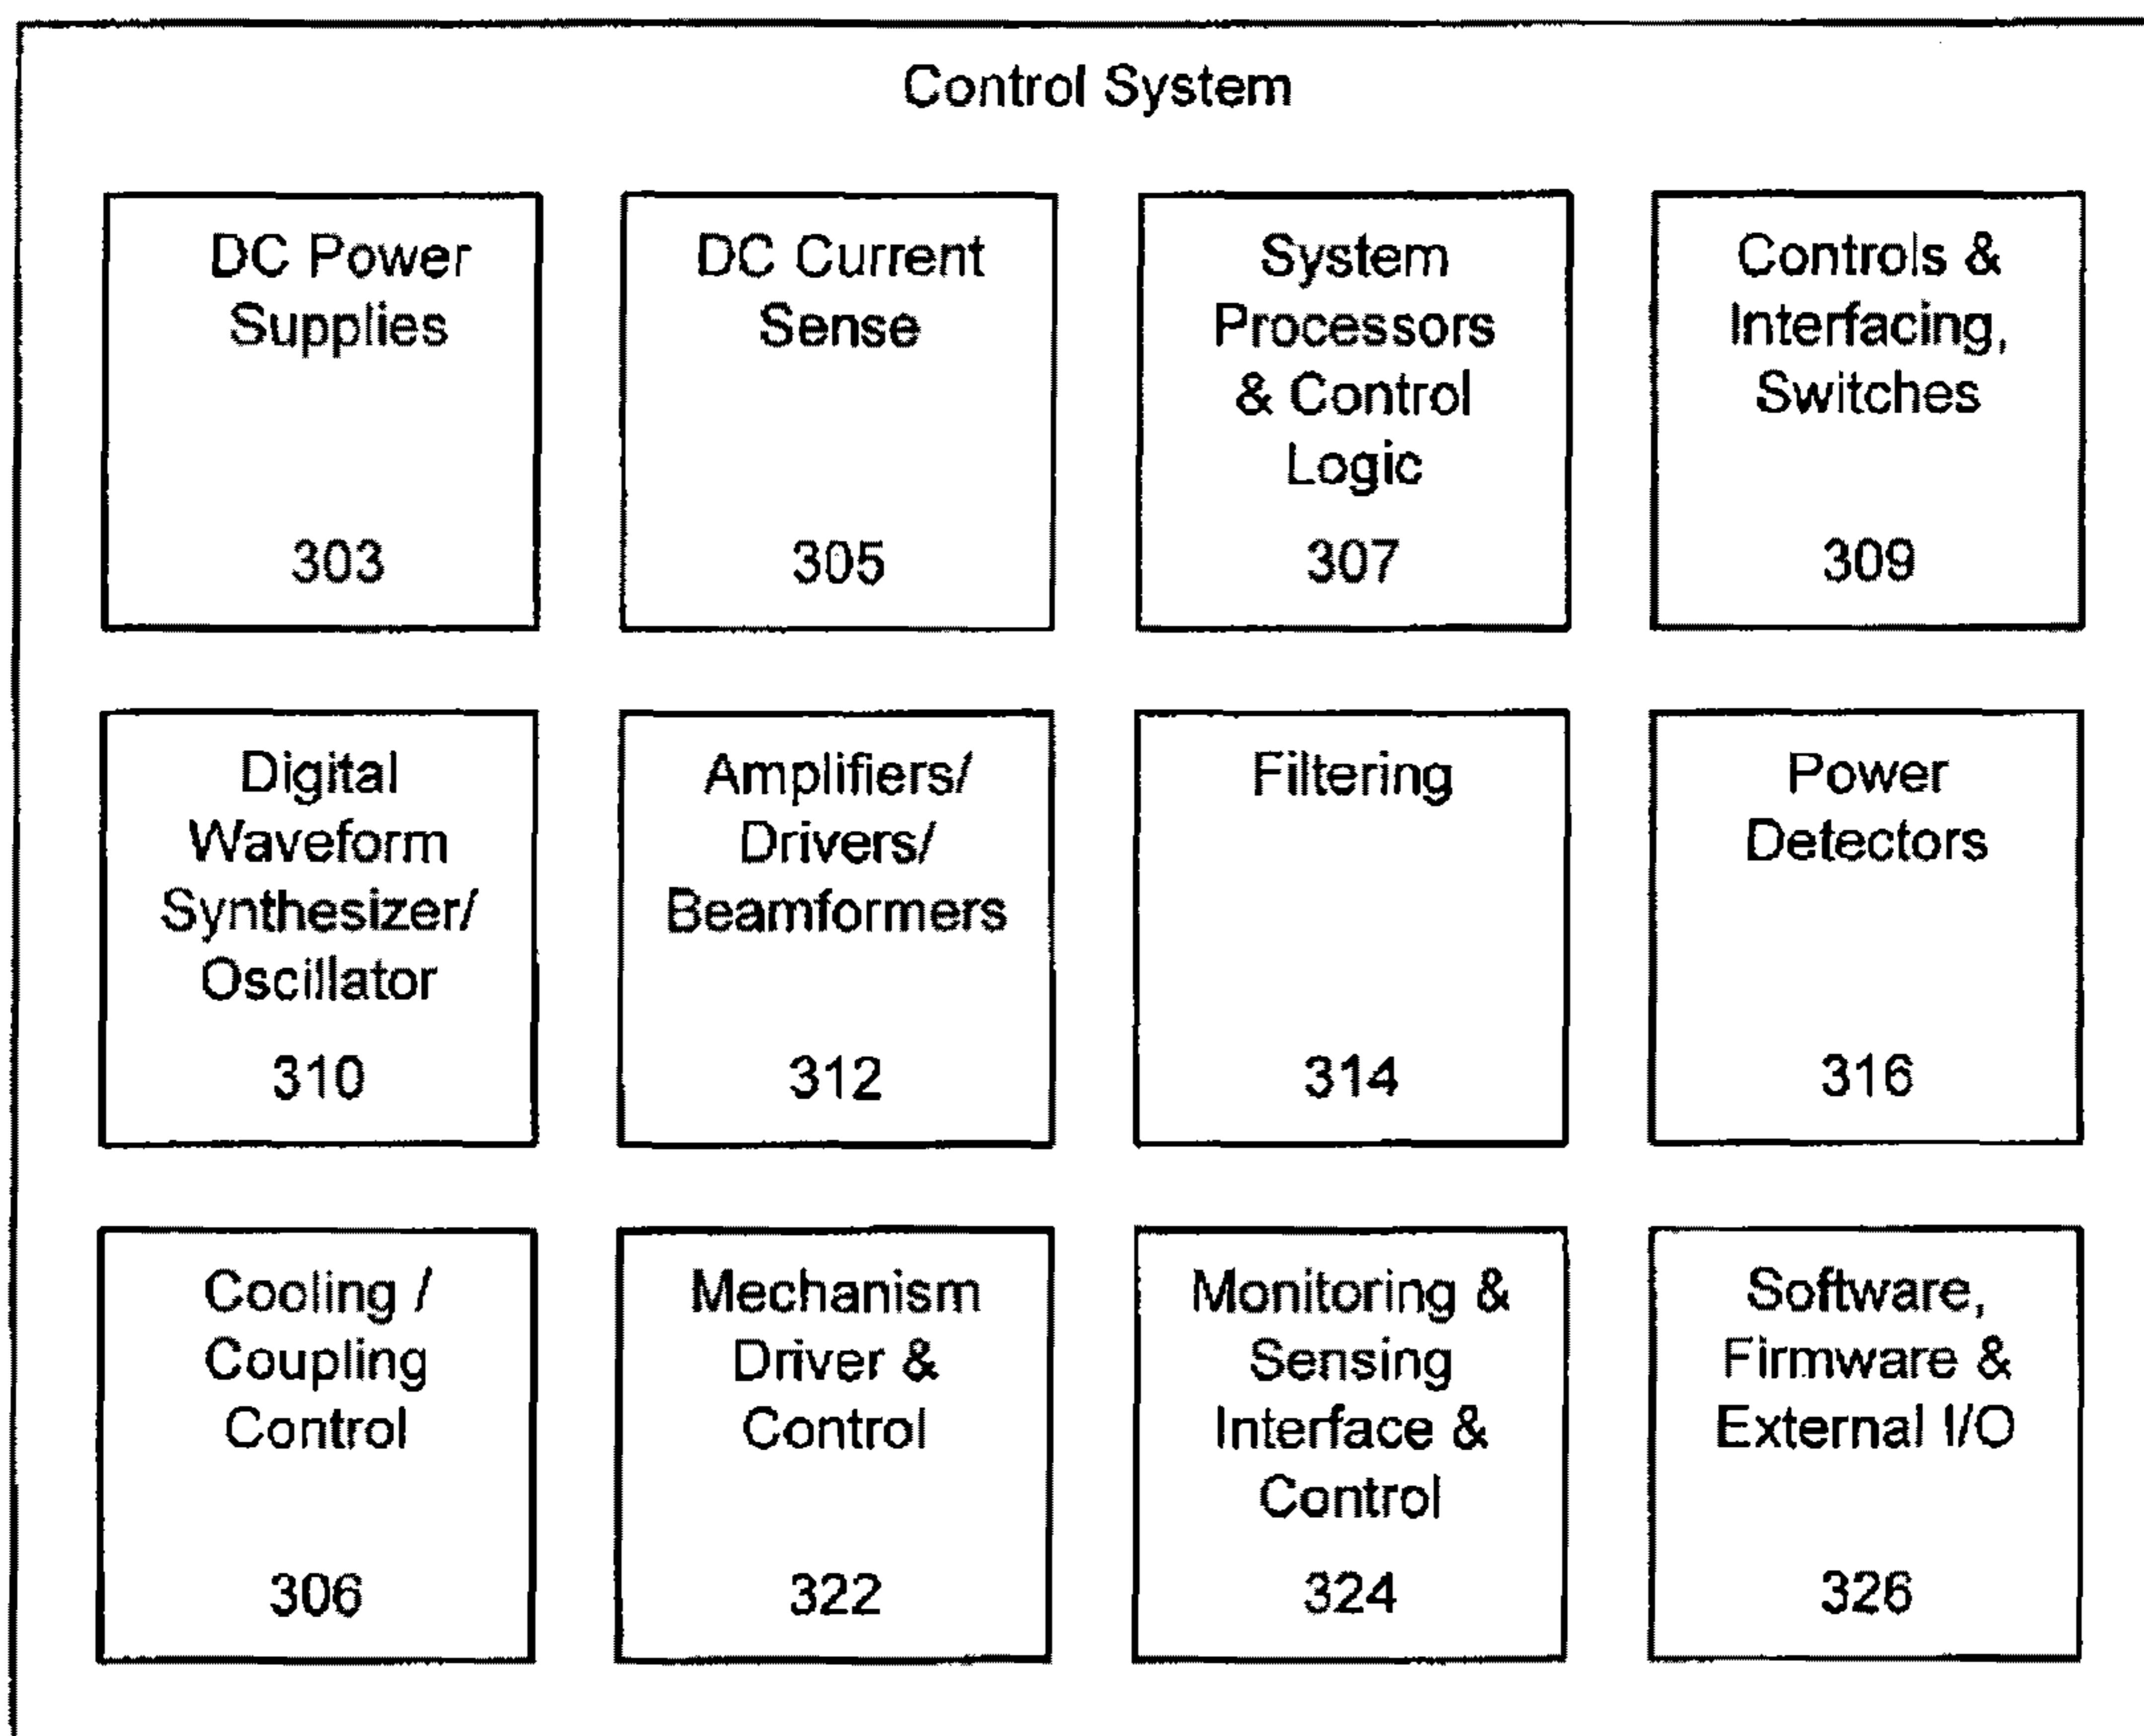 Control System
DC Power
Supplies
303
DC Current
Sense
305
System
Processors
& Control
Logic
307
Controls &
Interfacing,
Switches
309
Digital
Waveform
Synthesizer/
Oscillator
310
Amplifiers/
Drivers/
Beamformers
312
Filtering
314
Power
Detectors
316
Cooling /
Coupling
Control
306
Mechanism
Driver &
Control
322
Monitoring &
Sensing
Interface &
Control
324
Software,
Firmware &
External I/O
326